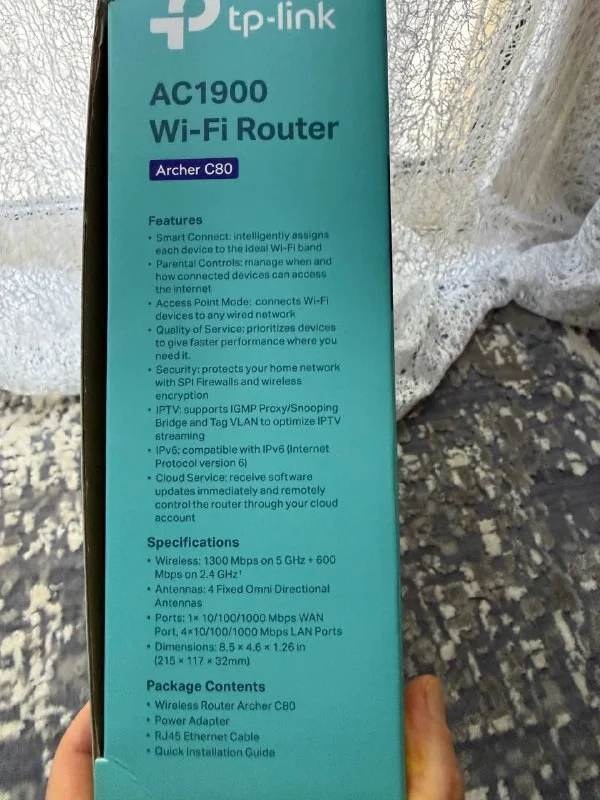 tp-link
AC1900
Wi-Fi Router
Archer C80
Features
• Smart Connect: intelligently assigns
each device to the ideal Wi-Fi band
• Parental Controls: manage when and
how connected devices can access
the internet
• Access Point Mode: connects Wi-Fi
devices to any wired network
• Quality of Service: prioritizes devices
to give faster performance where you
need it.
• Security: protects your home network
with SPI Firewalls and wireless
encryption
• IPTV: supports IGMP Proxy/Snooping
Bridge and Tag VLAN to optimize IPTV
streaming
• IPv6: compatible with IPv6 (Internet
Protocol version 6)
• Cloud Service: receive software
updates immediately and remotely
control the router through your cloud
account
Specifications
• Wireless: 1300 Mbps on 5 GHz + 600
Mbps on 2.4 GHz†
• Antennas: 4 Fixed Omni Directional
Antennas
• Ports: 1× 10/100/1000 Mbps WAN
Port, 4×10/100/1000 Mbps LAN Ports
• Dimensions: 8.5 × 4.6 × 1.26 in
(215 × 117 × 32mm)
Package Contents
• Wireless Router Archer C80
• Power Adapter
• RJ45 Ethernet Cable
• Quick Installation Guide